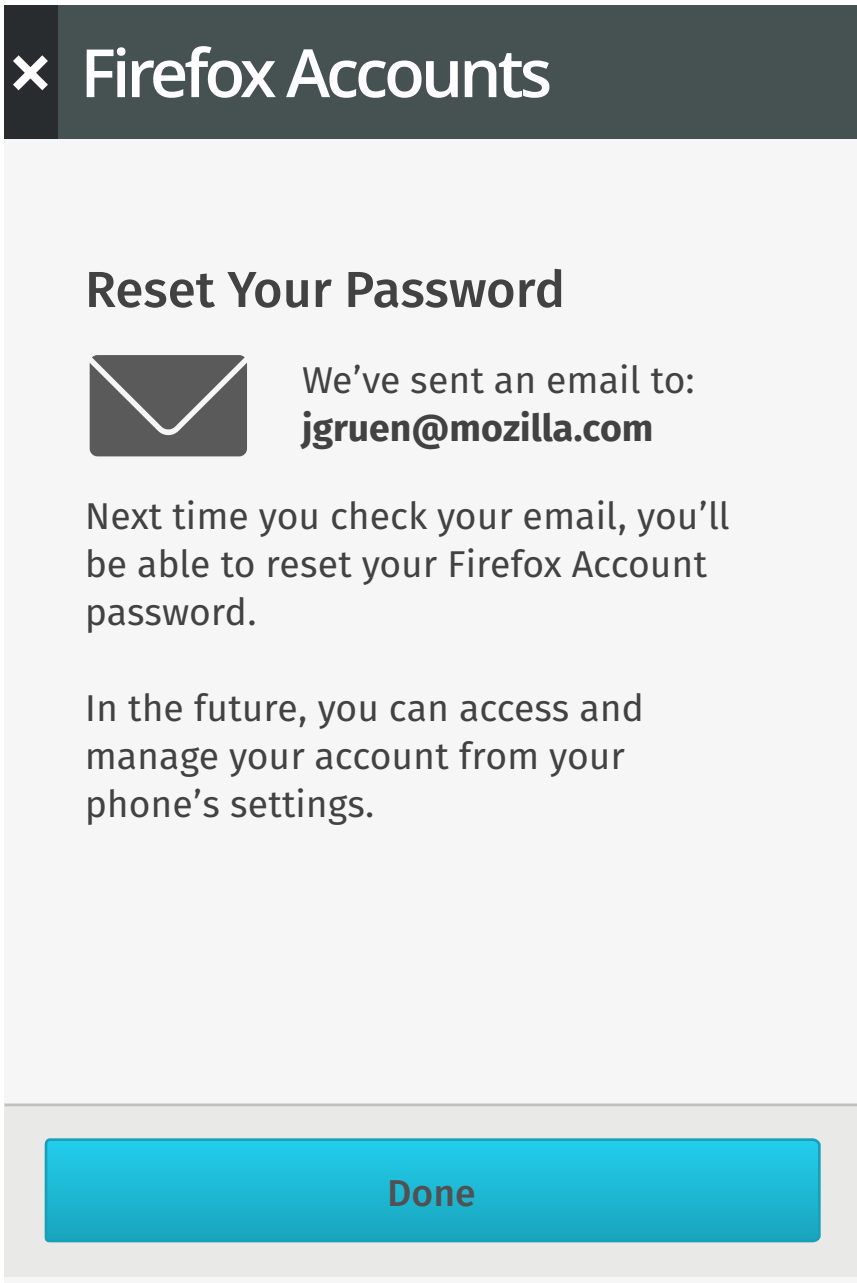 Firefox Accounts
Reset Your Password
We’ve sent an email to:
jgruen@mozilla.com
Next time you check your email, you’ll
be able to reset your Firefox Account
password.
In the future, you can access and
manage your account from your
phone’s settings.
Done